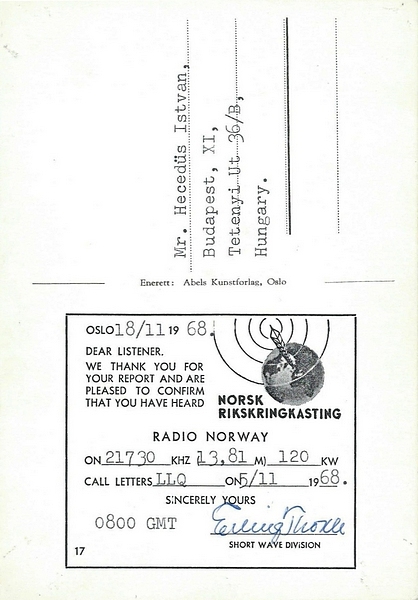 Mr. Hecedüs Istvan,
Budapest, XI,
Tetenyi Ut 36/B,
Hungary.
Enerett: Abels Kunstforlag, Oslo
OSLO 18/11 19 68.
DEAR LISTENER.
WE THANK YOU FOR
YOUR REPORT AND ARE
PLEASED TO CONFIRM
THAT YOU HAVE HEARD
NORSK
RIKSKRINGKASTING
RADIO NORWAY
ON 21730 KHZ (13,81 M) 120 KW
CALL LETTERS LLQ ON 5/11 1968.
SINCERELY YOURS
0800 GMT
SHORT WAVE DIVISION
17